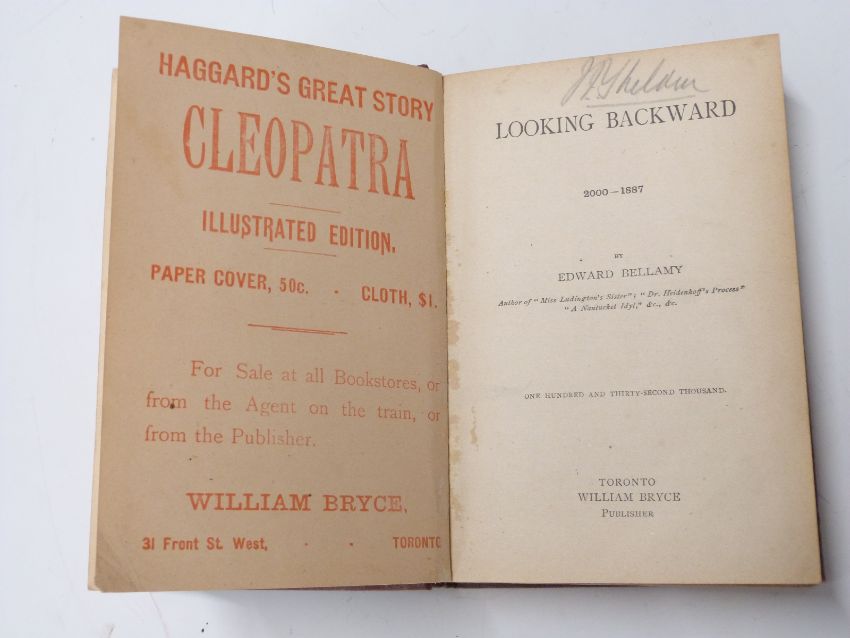 HAGGARD'S GREAT STORY
CLEOPATRA
ILLUSTRATED EDITION.
PAPER COVER, 50c. - CLOTH, $1.
For Sale at all Bookstores, or
from the Agent on the train, or
from the Publisher.
WILLIAM BRYCE,
31 Front St. West, - - TORONTO
Sheldon
LOOKING BACKWARD
2000–1887
BY
EDWARD BELLAMY
Author of "Miss Ludington's Sister"; "Dr. Heidenhoff's Process"
"A Nantucket Idyl," &c., &c.
ONE HUNDRED AND THIRTY-SECOND THOUSAND.
TORONTO
WILLIAM BRYCE
PUBLISHER